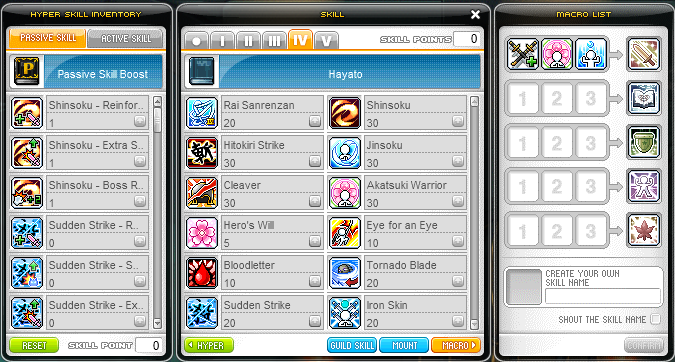 HYPER SKILL INVENTORY
PASSIVE SKILL
ACTIVE SKILL
Passive Skill Boost
Shinsoku - Reinfor..
1
Shinsoku - Extra S..
1
Shinsoku - Boss R..
1
Sudden Strike - R...
0
Sudden Strike - S...
0
Sudden Strike - Ex...
0
RESET
SKILL POINT
0
SKILL
I
II
III
IV
V
SKILL POINTS
0
Hayato
Rai Sanrenzan
20
Shinsoku
30
Hitokiri Strike
30
Jinsoku
30
Cleaver
30
Akatsuki Warrior
30
Hero's Will
5
Eye for an Eye
10
Bloodletter
10
Tornado Blade
20
Sudden Strike
20
Iron Skin
20
HYPER
GUILD SKILL
MOUNT
MACRO
MACRO LIST
1 2 3
1 2 3
1 2 3
1 2 3
CREATE YOUR OWN
SKILL NAME
SHOUT THE SKILL NAME
CONFIRM